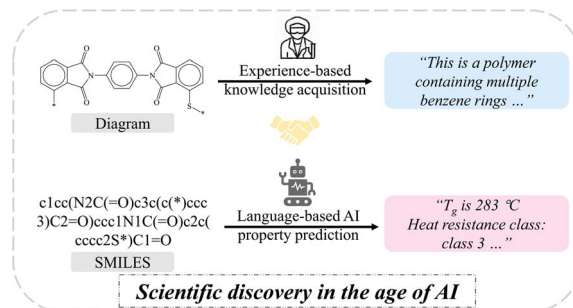 O
O
N
N
O
O
S
*
*
Diagram
Experience-based
knowledge acquisition
“This is a polymer
containing multiple
benzene rings ...”
c1cc(N2C(=O)c3c(c(*)ccc
3)C2=O)ccc1N1C(=O)c2c(
cccc2S*)C1=O
SMILES
Language-based AI
property prediction
“Tg is 283 ℃
Heat resistance class:
class 3 ...”
Scientific discovery in the age of AI